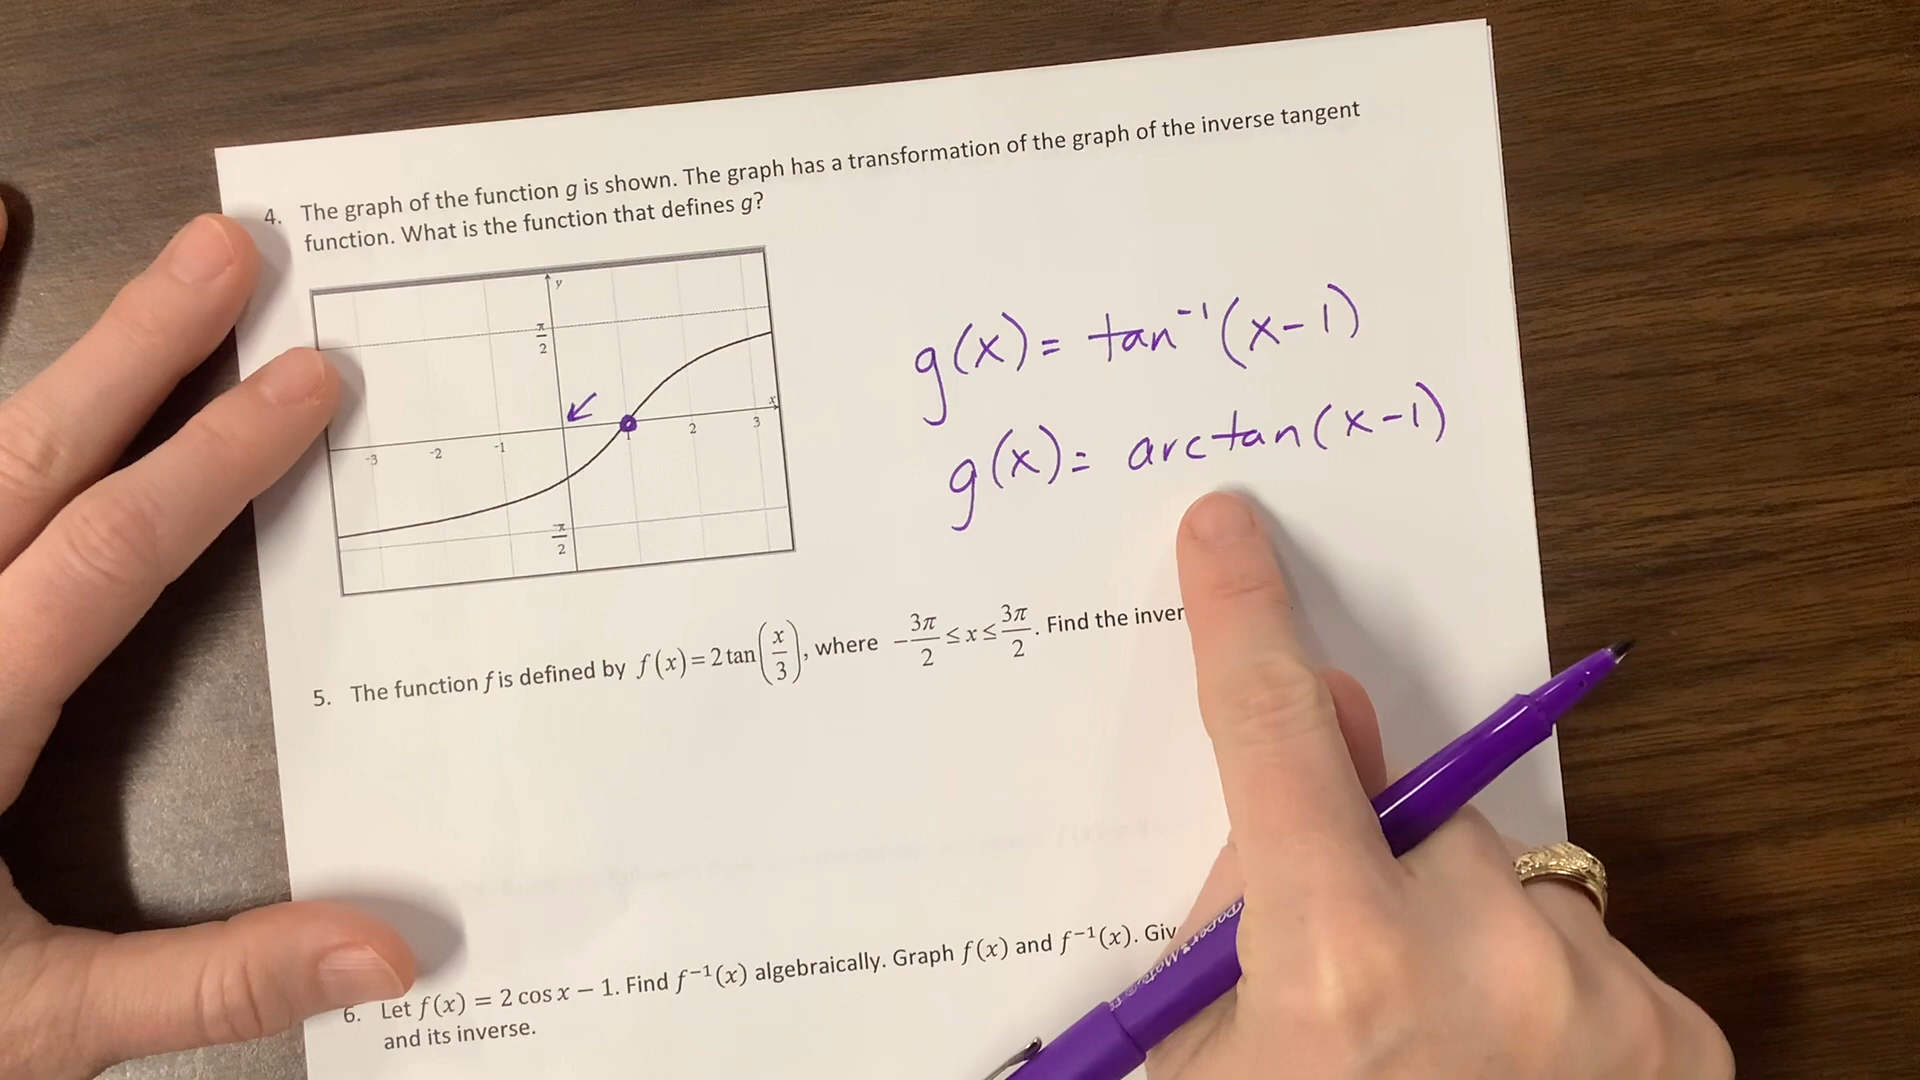 4. The graph of the function g is shown. The graph has a transformation of the graph of the inverse tangent
function. What is the function that defines g?
y
π/2
x
-3 -2 -1 1 2 3
-π/2
g(x) = tan⁻¹(x-1)
g(x) = arctan(x-1)
5. The function f is defined by f(x) = 2 tan(x/3), where -3π/2 ≤ x ≤ 3π/2. Find the inver
6. Let f(x) = 2 cos x − 1. Find f⁻¹(x) algebraically. Graph f(x) and f⁻¹(x). Giv
and its inverse.